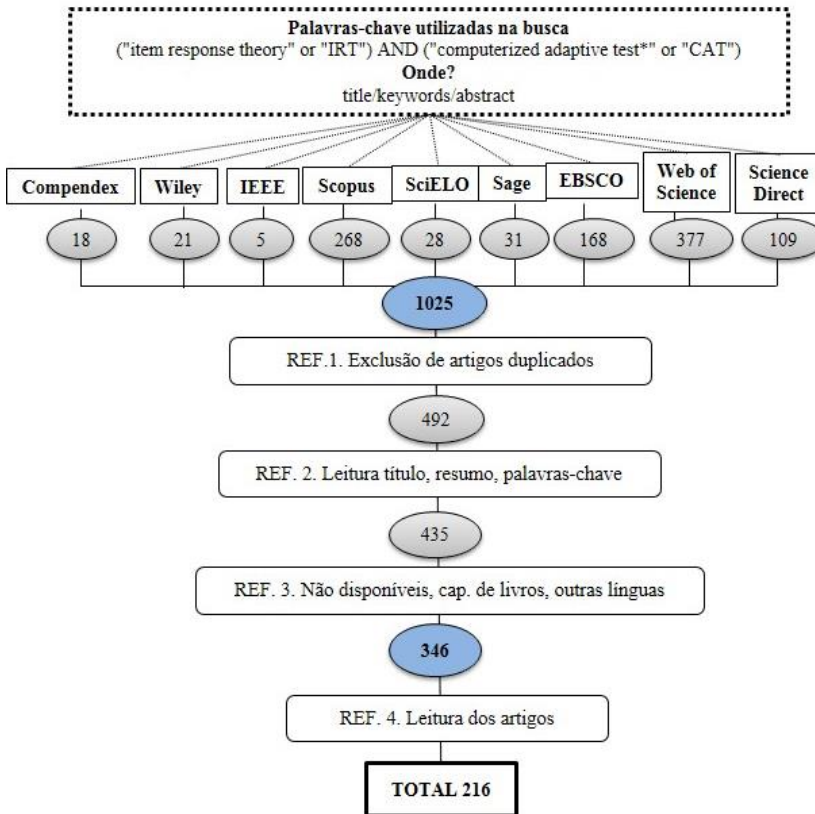 Palavras-chave utilizadas na busca
("item response theory" or "IRT") AND ("computerized adaptive test*" or "CAT")
Onde?
title/keywords/abstract
Compendex
Wiley
IEEE
Scopus
SciELO
Sage
EBSCO
Web of
Science
Science
Direct
18
21
5
268
28
31
168
377
109
1025
REF.1. Exclusão de artigos duplicados
492
REF. 2. Leitura título, resumo, palavras-chave
435
REF. 3. Não disponíveis, cap. de livros, outras línguas
346
REF. 4. Leitura dos artigos
TOTAL 216